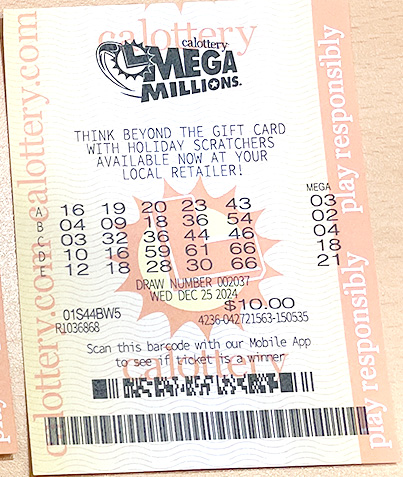 calottery
calottery
MEGA
MILLIONS
THINK BEYOND THE GIFT CARD
WITH HOLIDAY SCRATCHERS
AVAILABLE NOW AT YOUR
LOCAL RETAILER!
MEGA
A 16 19 20 23 43 03
B 04 09 18 36 54 02
C 03 32 36 44 46 04
D 10 16 59 61 66 18
E 12 18 28 30 66 21
DRAW NUMBER 002037
WED DEC 25 2024
$10.00
01S44BW5
R1036868
4236-042721563-150535
Scan this barcode with our Mobile App
to see if ticket is a winner
calottery.com calottery.com
play responsibly play responsibly